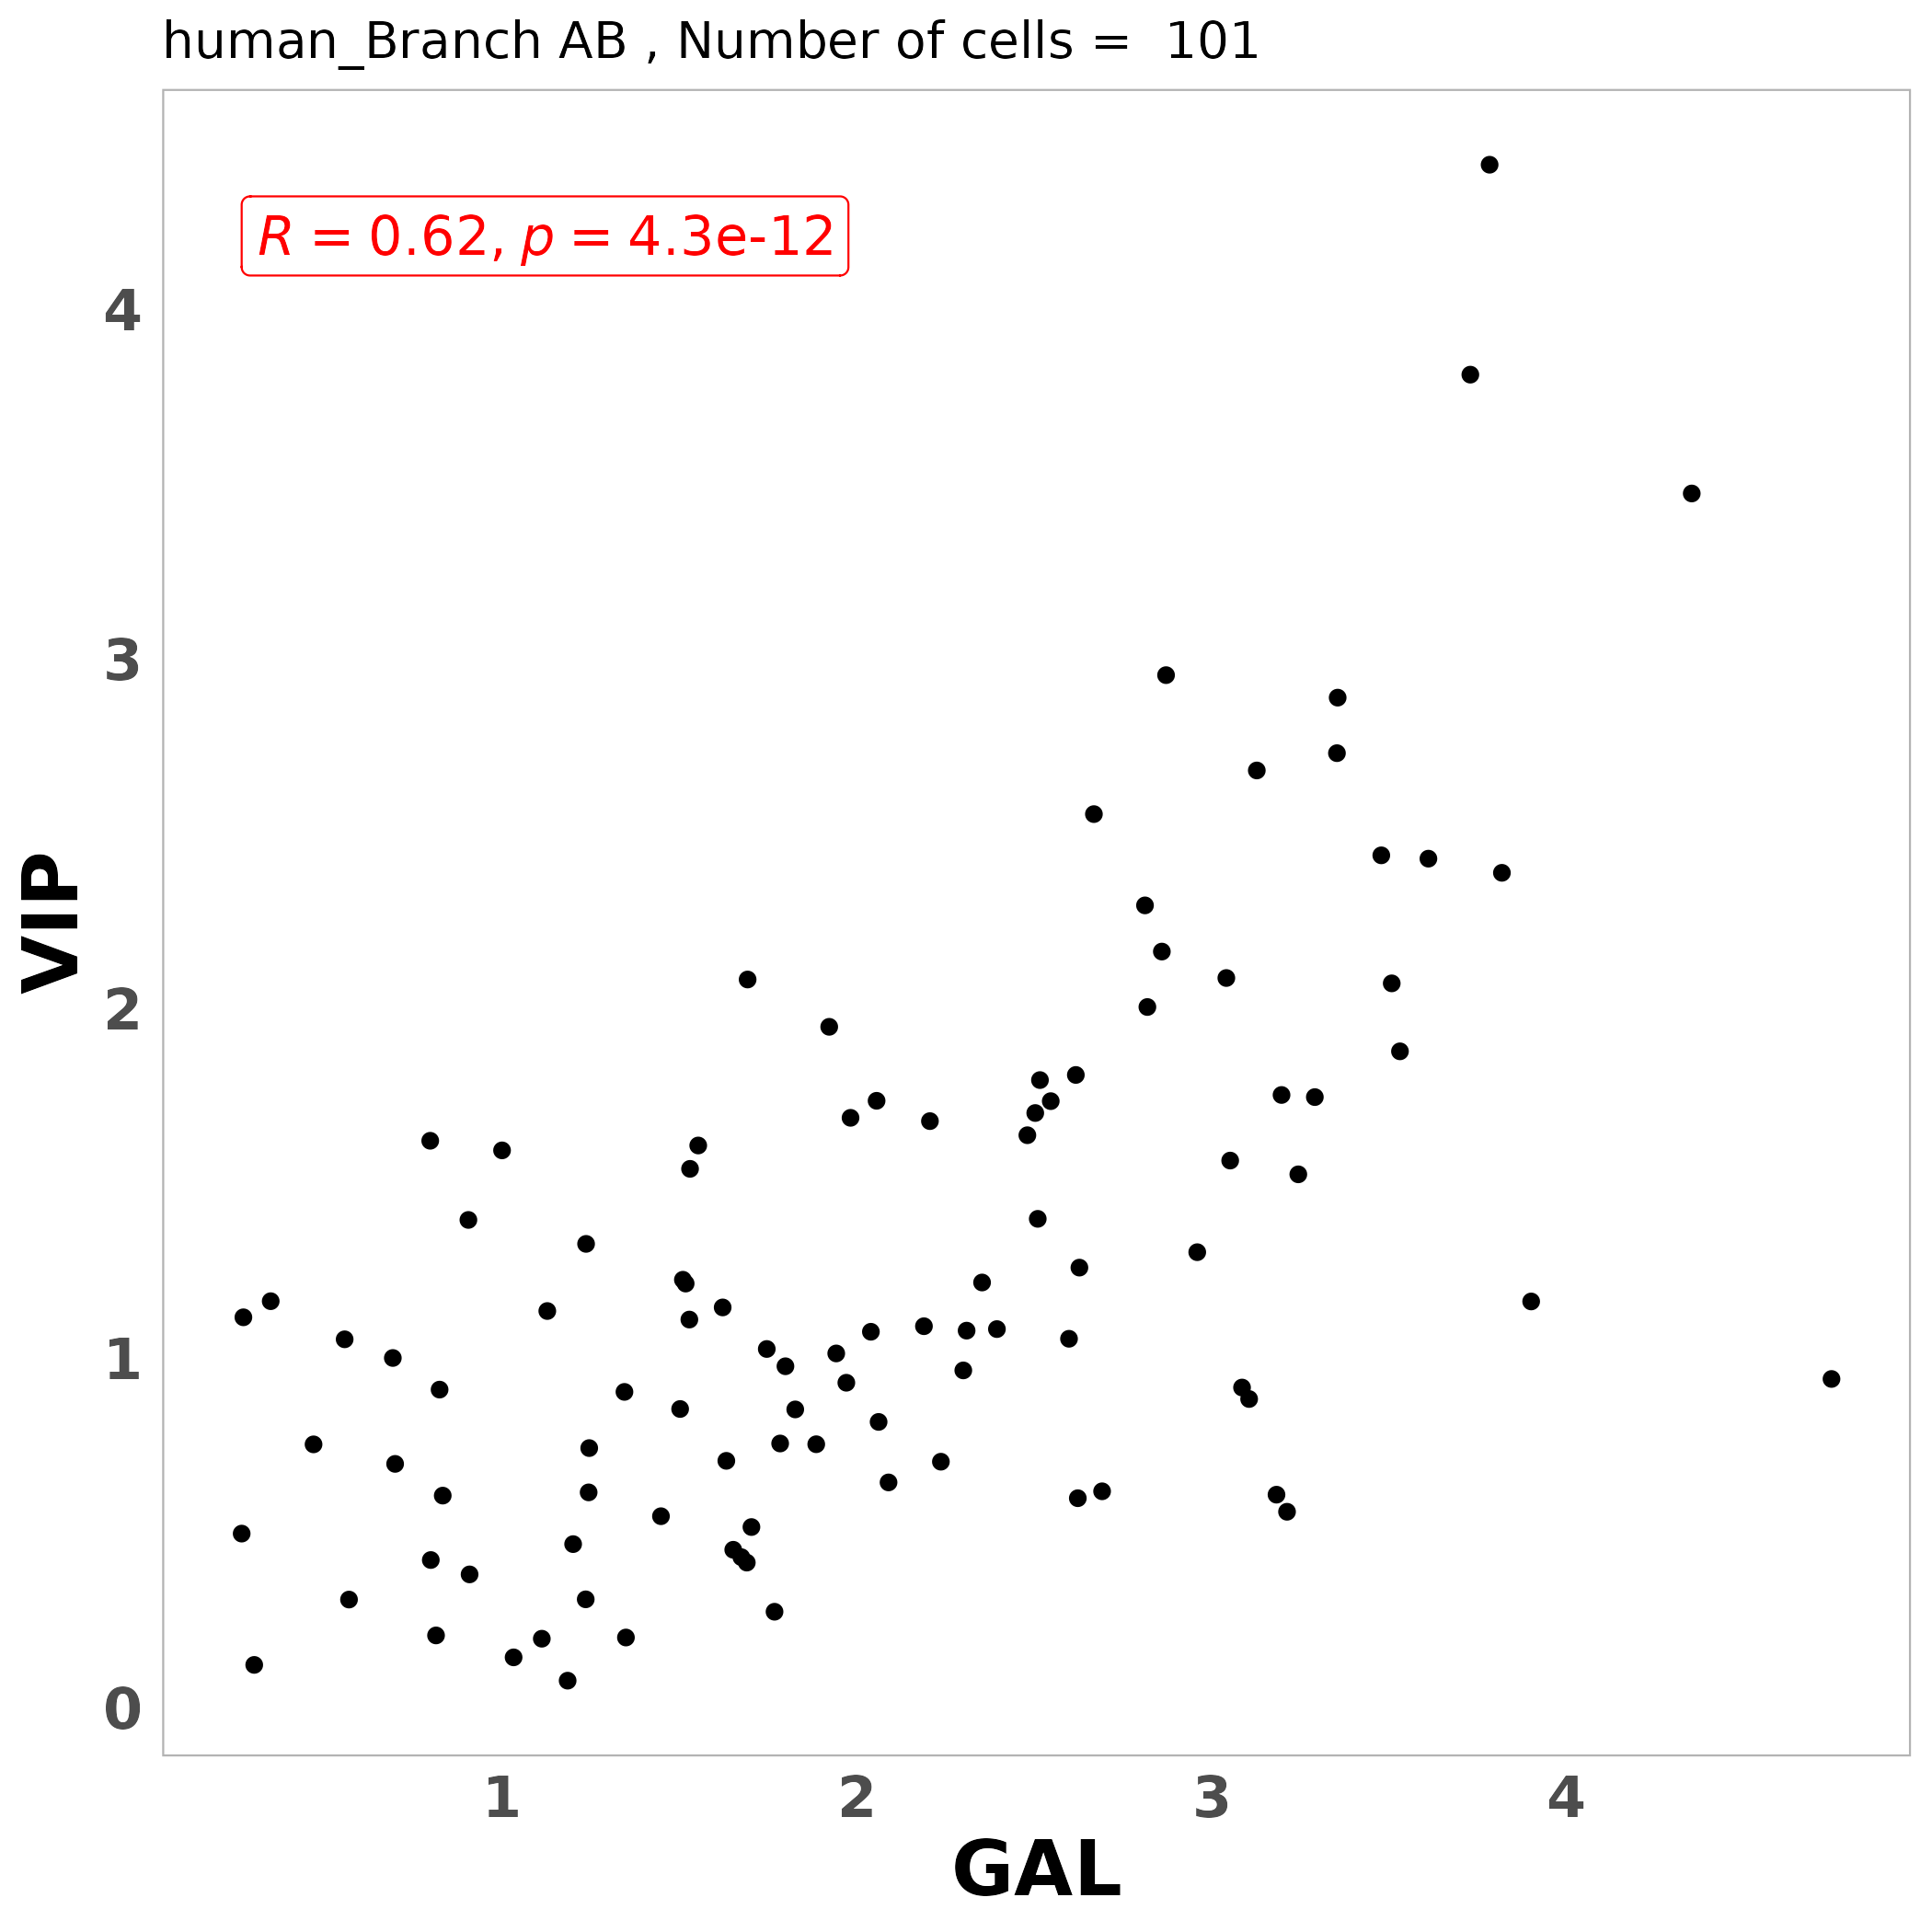 human_Branch AB , Number of cells =  101
R = 0.62, p = 4.3e-12
4
3
2
1
0
VIP
1 2 3 4
GAL